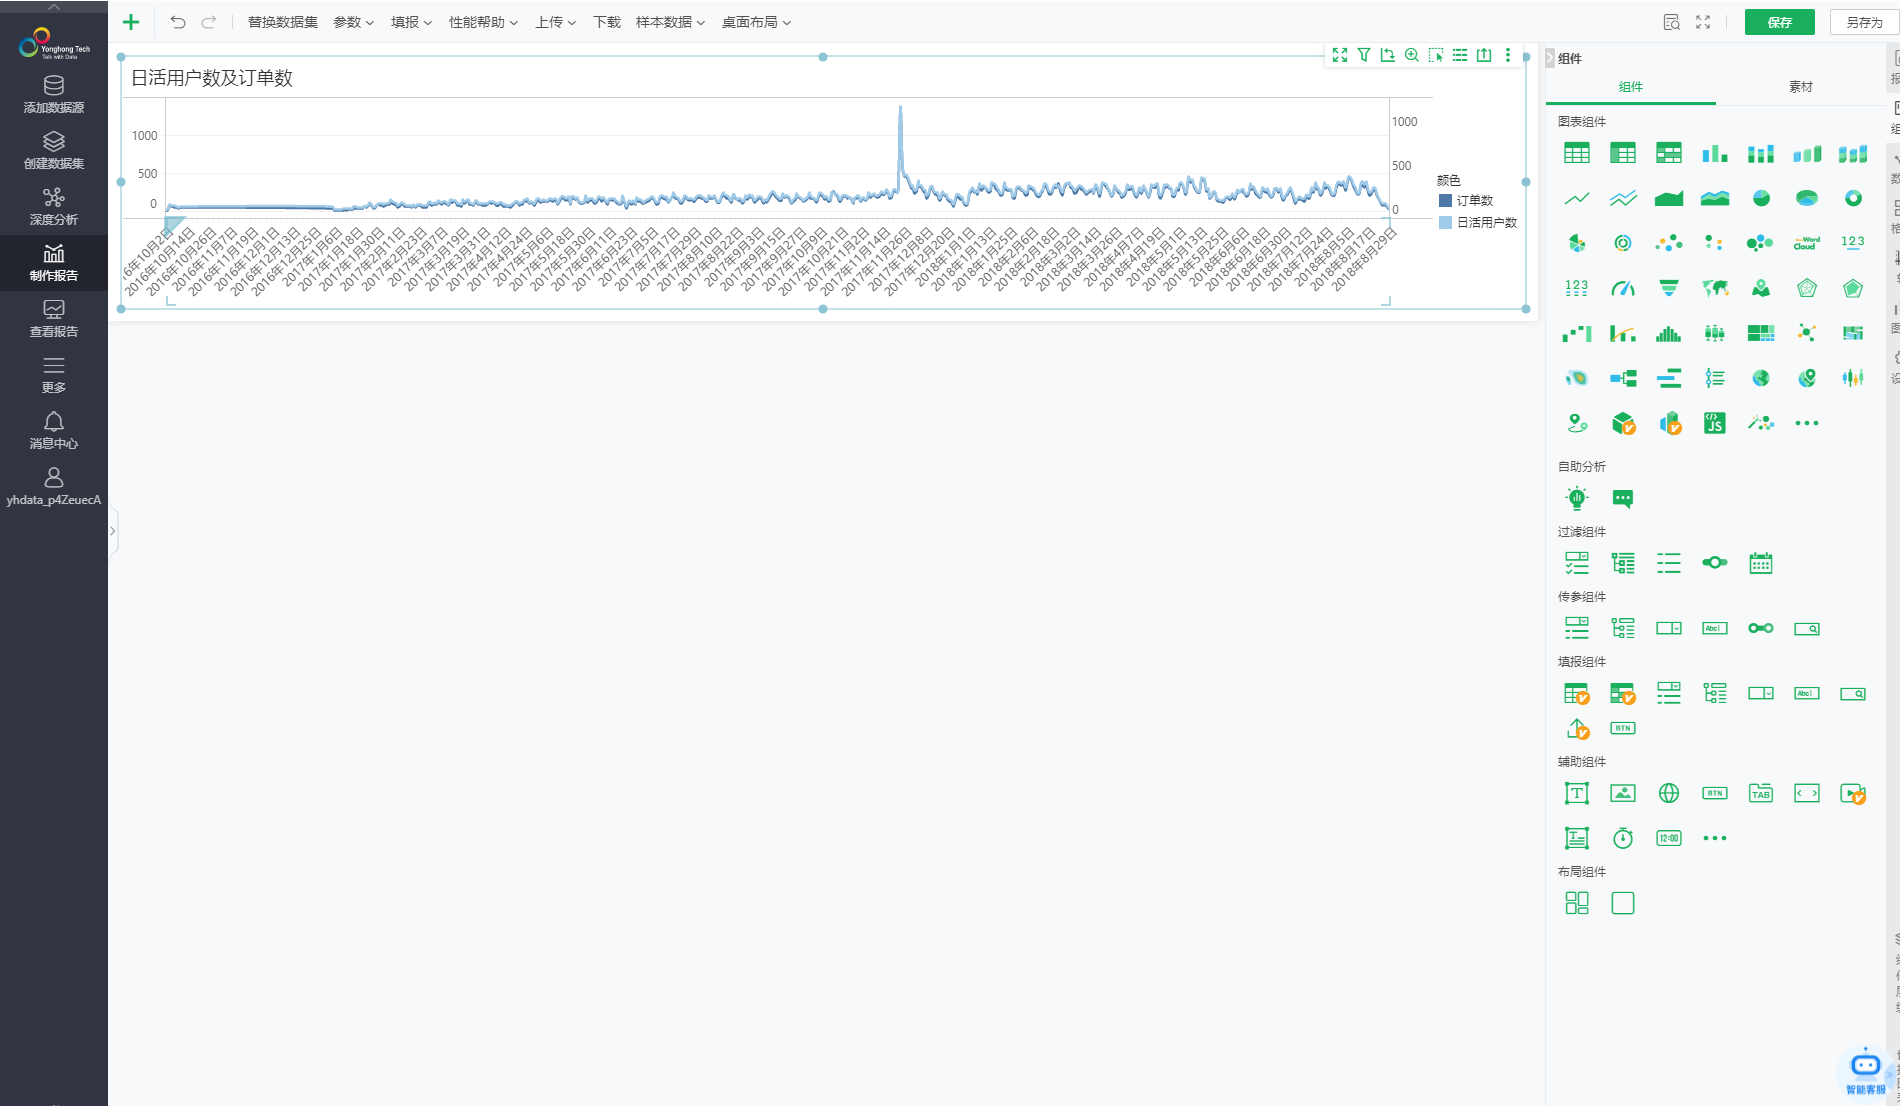 Yonghong Tech
Talk with Data
添加数据源
创建数据集
深度分析
制作报告
查看报告
更多
消息中心
yhdata_p4ZeuecA
替换数据集 参数 填报 性能帮助 上传 下载 样本数据 桌面布局
保存
另存为
日活用户数及订单数
1000
500
0
1000
500
0
颜色
订单数
日活用户数
6年10月2日
2016年10月14日
2016年10月26日
2016年11月7日
2016年11月19日
2016年12月1日
2016年12月13日
2016年12月25日
2017年1月6日
2017年1月18日
2017年1月30日
2017年2月11日
2017年2月23日
2017年3月7日
2017年3月19日
2017年3月31日
2017年4月12日
2017年4月24日
2017年5月6日
2017年5月18日
2017年5月30日
2017年6月11日
2017年6月23日
2017年7月5日
2017年7月17日
2017年7月29日
2017年8月10日
2017年8月22日
2017年9月3日
2017年9月15日
2017年9月27日
2017年10月9日
2017年10月21日
2017年11月2日
2017年11月14日
2017年11月26日
2017年12月8日
2017年12月20日
2018年1月1日
2018年1月13日
2018年1月25日
2018年2月6日
2018年2月18日
2018年3月2日
2018年3月14日
2018年3月26日
2018年4月7日
2018年4月19日
2018年5月1日
2018年5月13日
2018年5月25日
2018年6月6日
2018年6月18日
2018年6月30日
2018年7月12日
2018年7月24日
2018年8月5日
2018年8月17日
2018年8月29日
组件
组件 素材
图表组件
Word Cloud
123
123
JS
自助分析
过滤组件
传参组件
Abc
填报组件
Abc
BTN
辅助组件
T
BTN
TAB
12:00
布局组件
智能客服